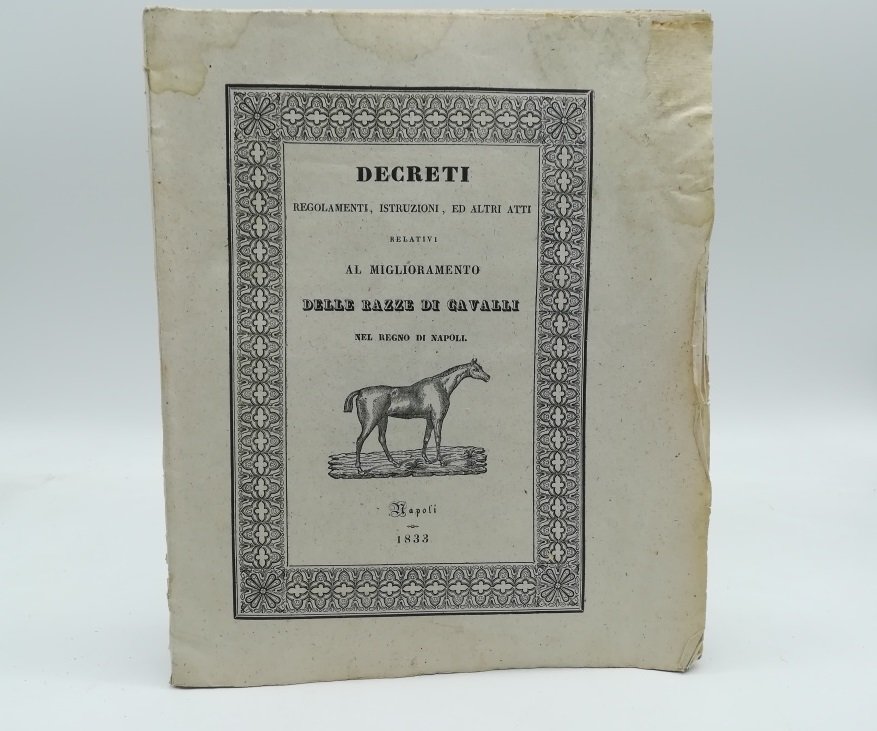 DECRETI
REGOLAMENTI, ISTRUZIONI, ED ALTRI ATTI
RELATIVI
AL MIGLIORAMENTO
DELLE RAZZE DI CAVALLI
NEL REGNO DI NAPOLI.
Napoli
1833